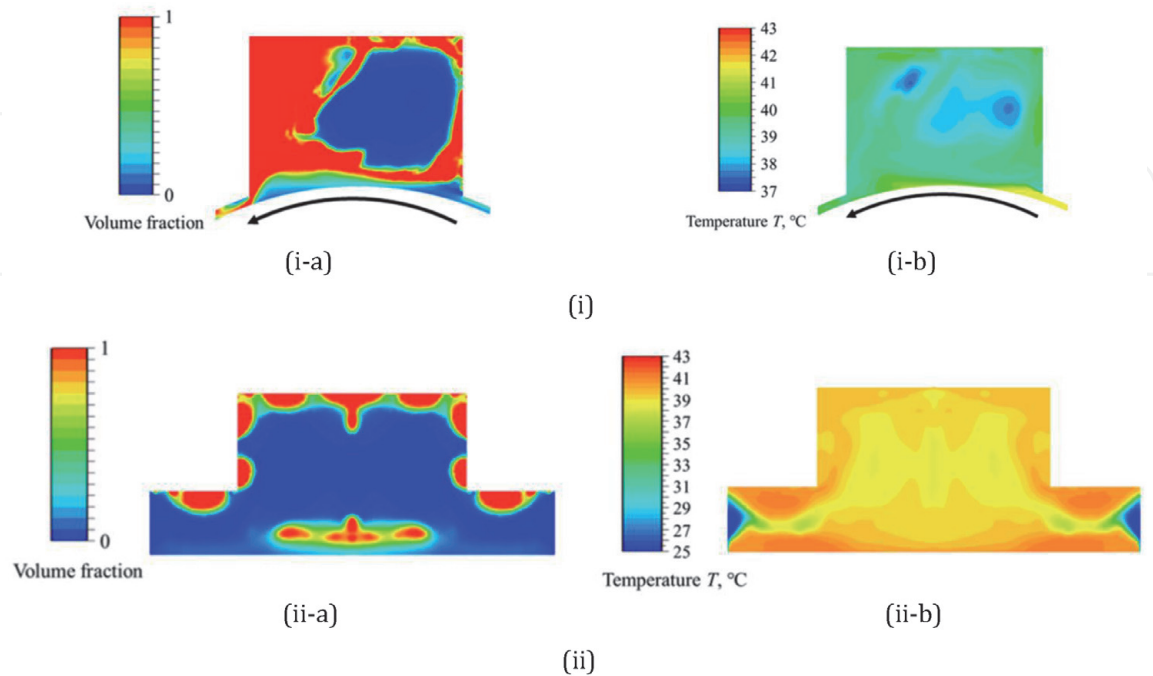 1
0
Volume fraction
(i-a)
43
42
41
40
39
38
37
Temperature T, °C
(i-b)
(i)
1
0
Volume fraction
(ii-a)
43
41
39
37
35
33
31
29
27
25
Temperature T, °C
(ii-b)
(ii)